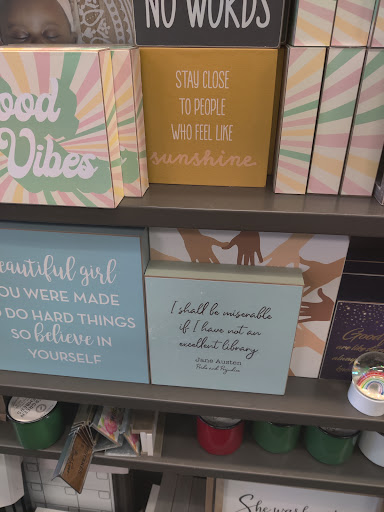 NO WORDS
ood
Vibes
STAY CLOSE
TO PEOPLE
WHO FEEL LIKE
sunshine.
eautiful girl
OU WERE MADE
O DO HARD THINGS
SO believe IN
YOURSELF
I shall be miserable
if I have not an
excellent library.
Jane Austen
Pride and Prejudice
Good
She